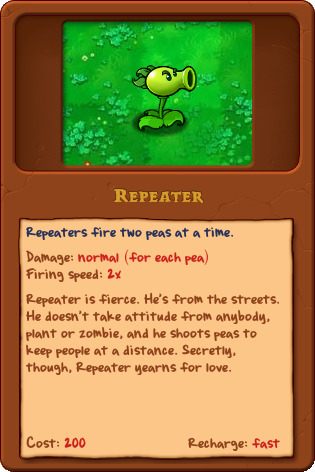 Repeater
Repeaters fire two peas at a time.
Damage: normal (for each pea)
Firing speed: 2x
Repeater is fierce. He's from the streets.
He doesn't take attitude from anybody,
plant or zombie, and he shoots peas to
keep people at a distance. Secretly,
though, Repeater yearns for love.
Cost: 200 Recharge: fast